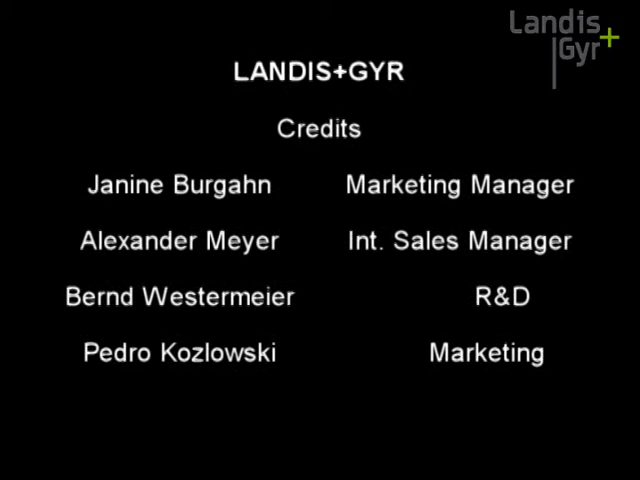 Landis
Gyr+
LANDIS+GYR
Credits
Janine Burgahn Marketing Manager
Alexander Meyer Int. Sales Manager
Bernd Westermeier R&D
Pedro Kozlowski Marketing